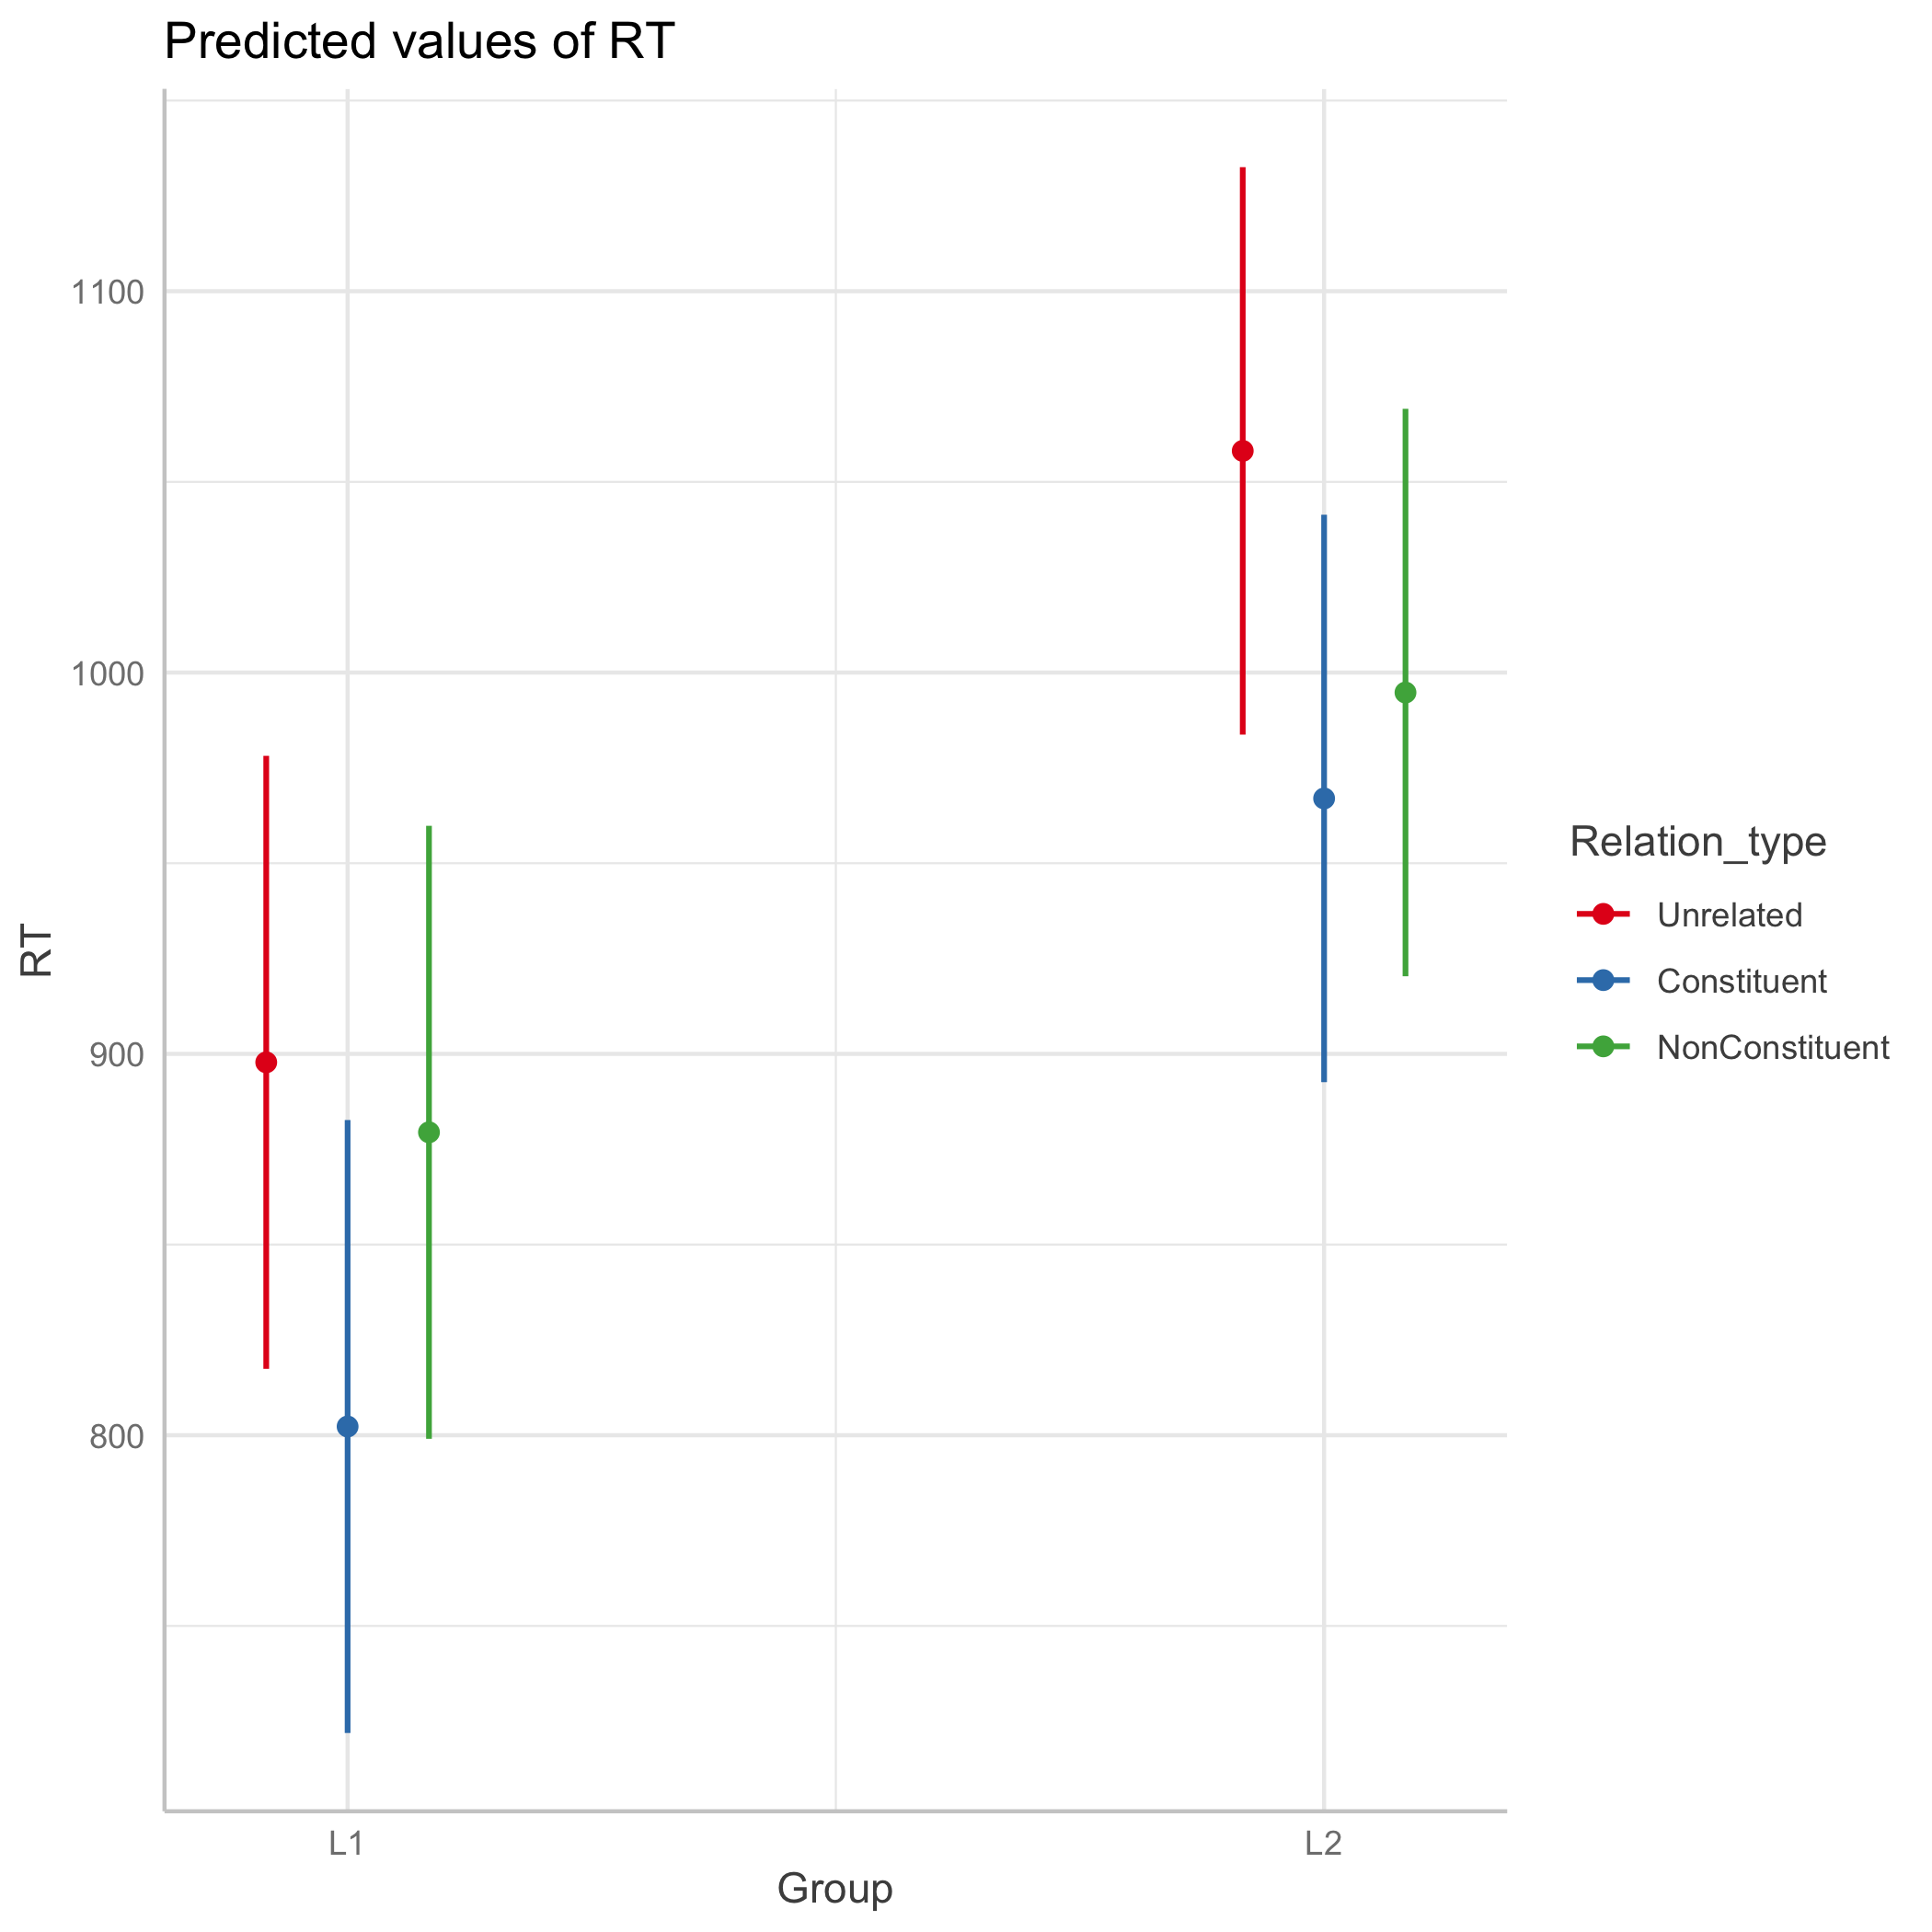 Predicted values of RT
1100
1000
900
800
RT
L1
L2
Group
Relation_type
Unrelated
Constituent
NonConstituent